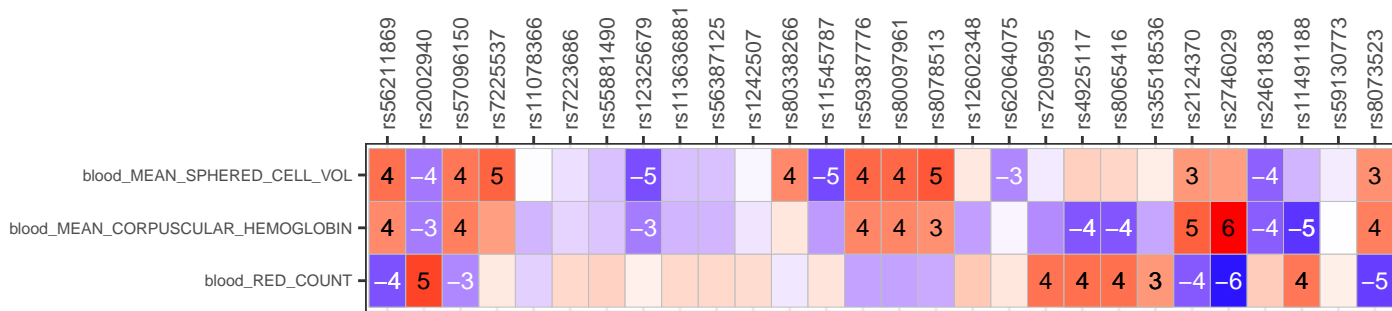 rs56211869
rs2002940
rs57096150
rs7225537
rs11078366
rs7223686
rs55881490
rs12325679
rs113636881
rs56387125
rs1242507
rs80338266
rs11545787
rs59387776
rs80097961
rs8078513
rs12602348
rs62064075
rs7209595
rs4925117
rs8065416
rs35518536
rs2124370
rs2746029
rs2461838
rs11491188
rs59130773
rs8073523
blood_MEAN_SPHERED_CELL_VOL 4 −4 4 5 −5 4 −5 4 4 5 −3 3 −4 3
blood_MEAN_CORPUSCULAR_HEMOGLOBIN 4 −3 4 −3 4 4 3 −4 −4 5 6 −4 −5 4
blood_RED_COUNT −4 5 −3 4 4 4 3 −4 −6 4 −5